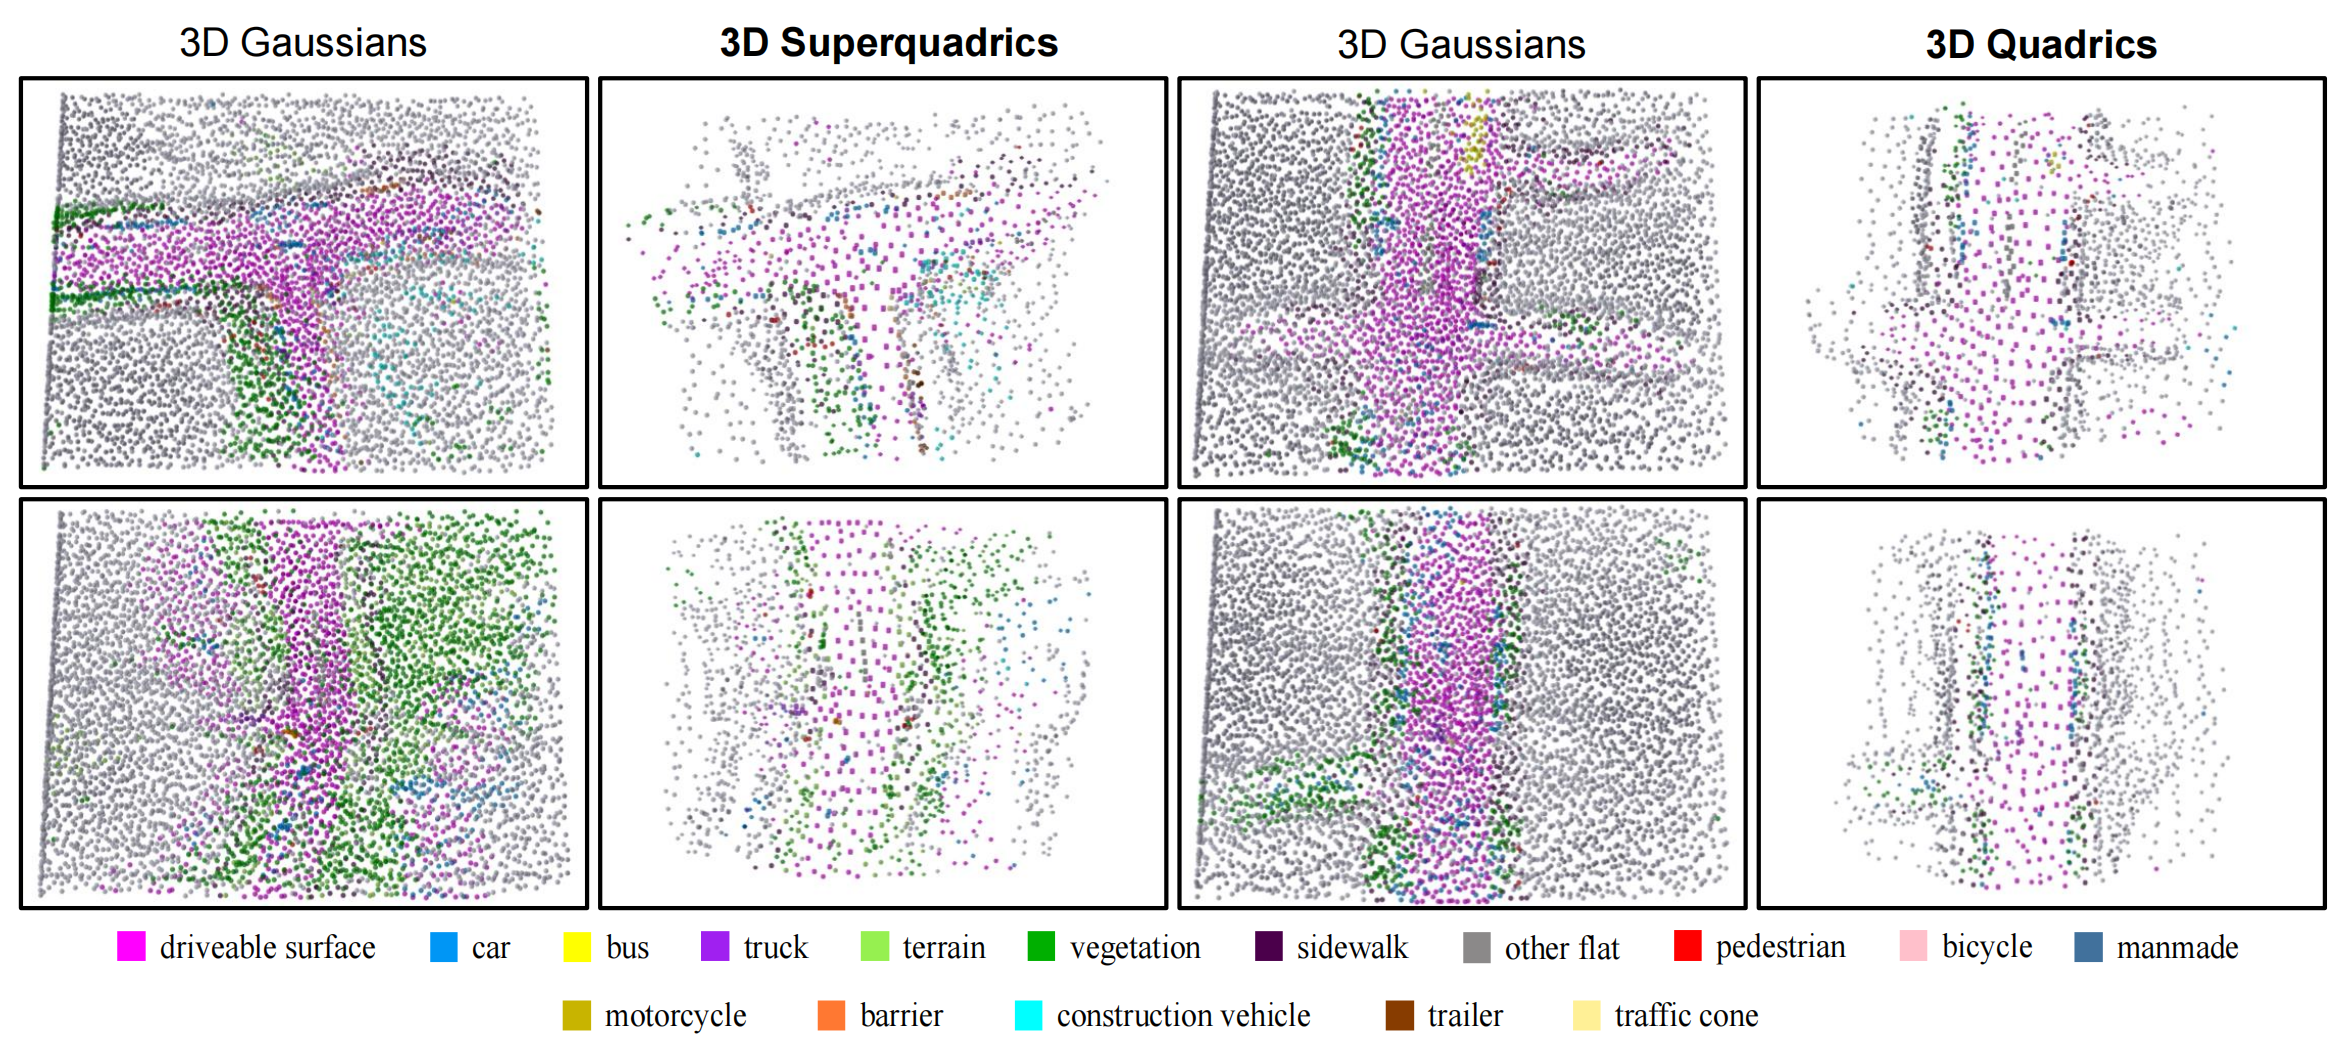 3D Gaussians 3D Superquadrics 3D Gaussians 3D Quadrics
driveable surface car bus truck terrain vegetation sidewalk other flat pedestrian bicycle manmade
motorcycle barrier construction vehicle trailer traffic cone